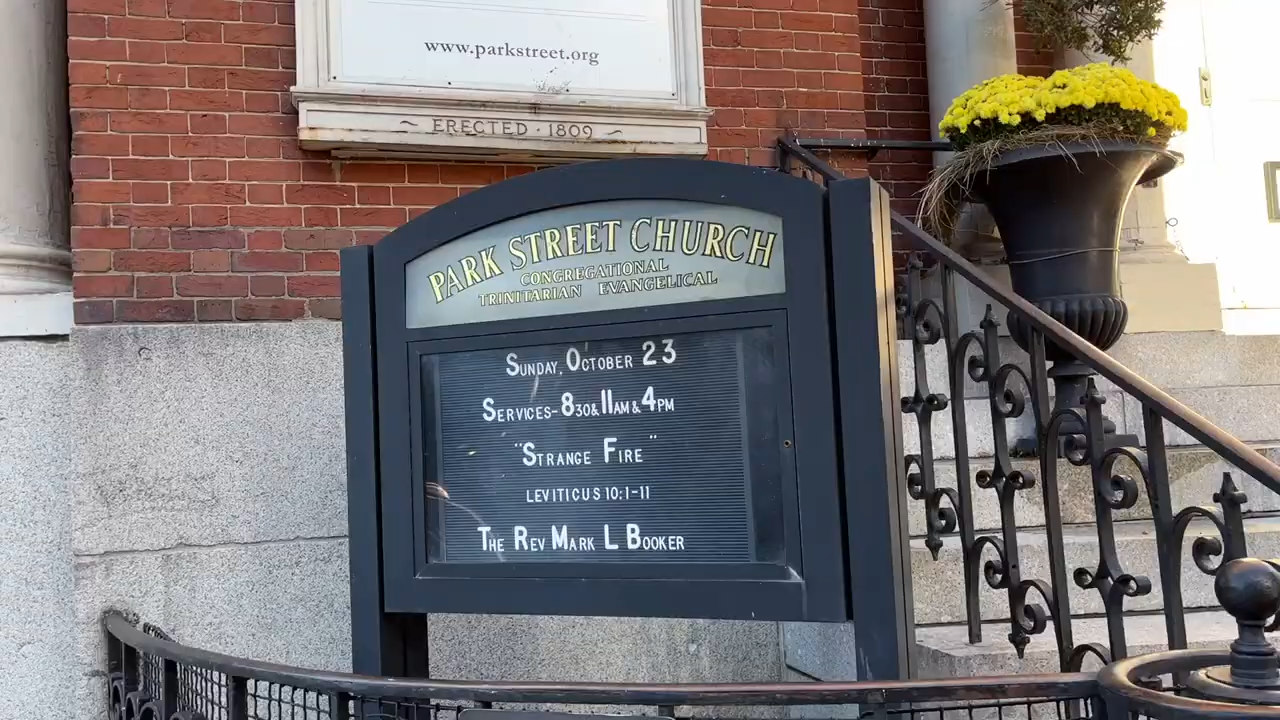 www.parkstreet.org
ERECTED · 1809
PARK STREET CHURCH
CONGREGATIONAL
TRINITARIAN EVANGELICAL
SUNDAY, OCTOBER 23
SERVICES-830&11AM&4PM
"STRANGE FIRE"
LEVITICUS 10:1-11
THE REV MARK L BOOKER